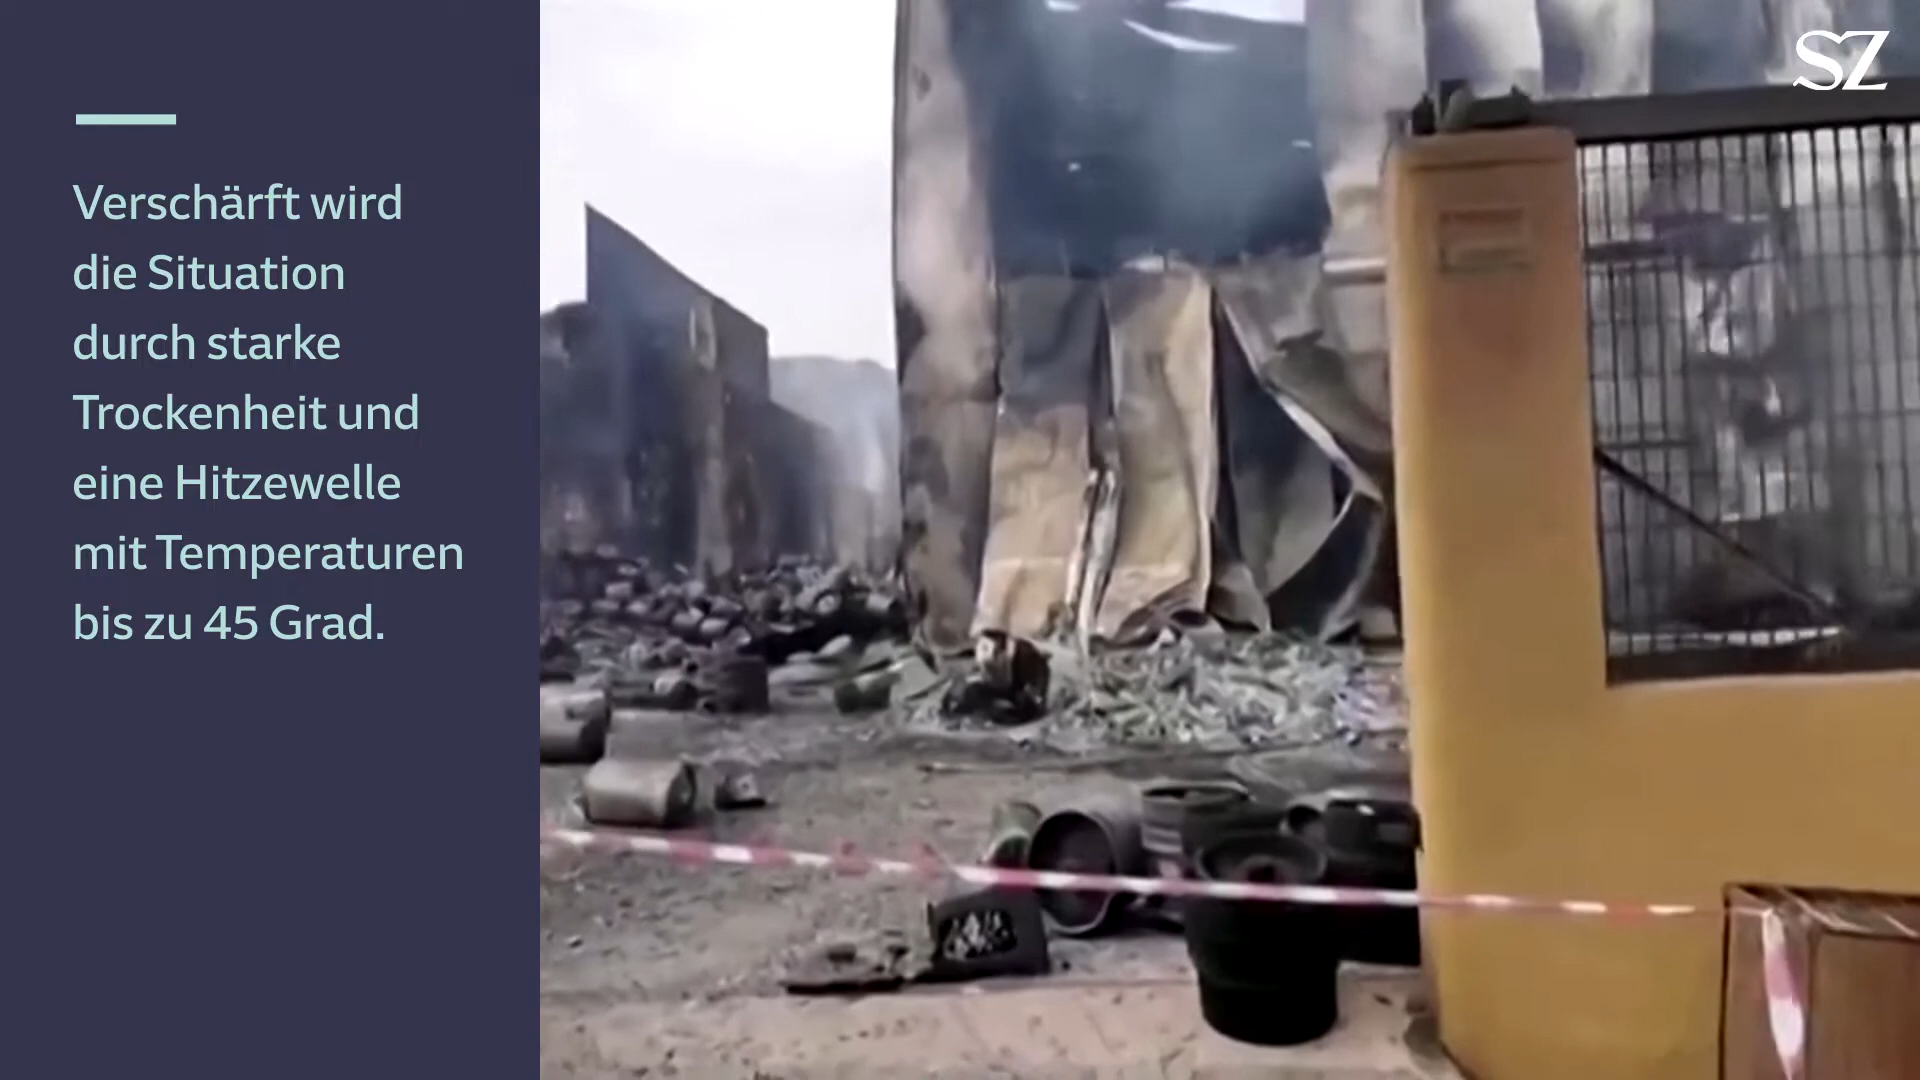 SZ
Verschärft wird
die Situation
durch starke
Trockenheit und
eine Hitzewelle
mit Temperaturen
bis zu 45 Grad.